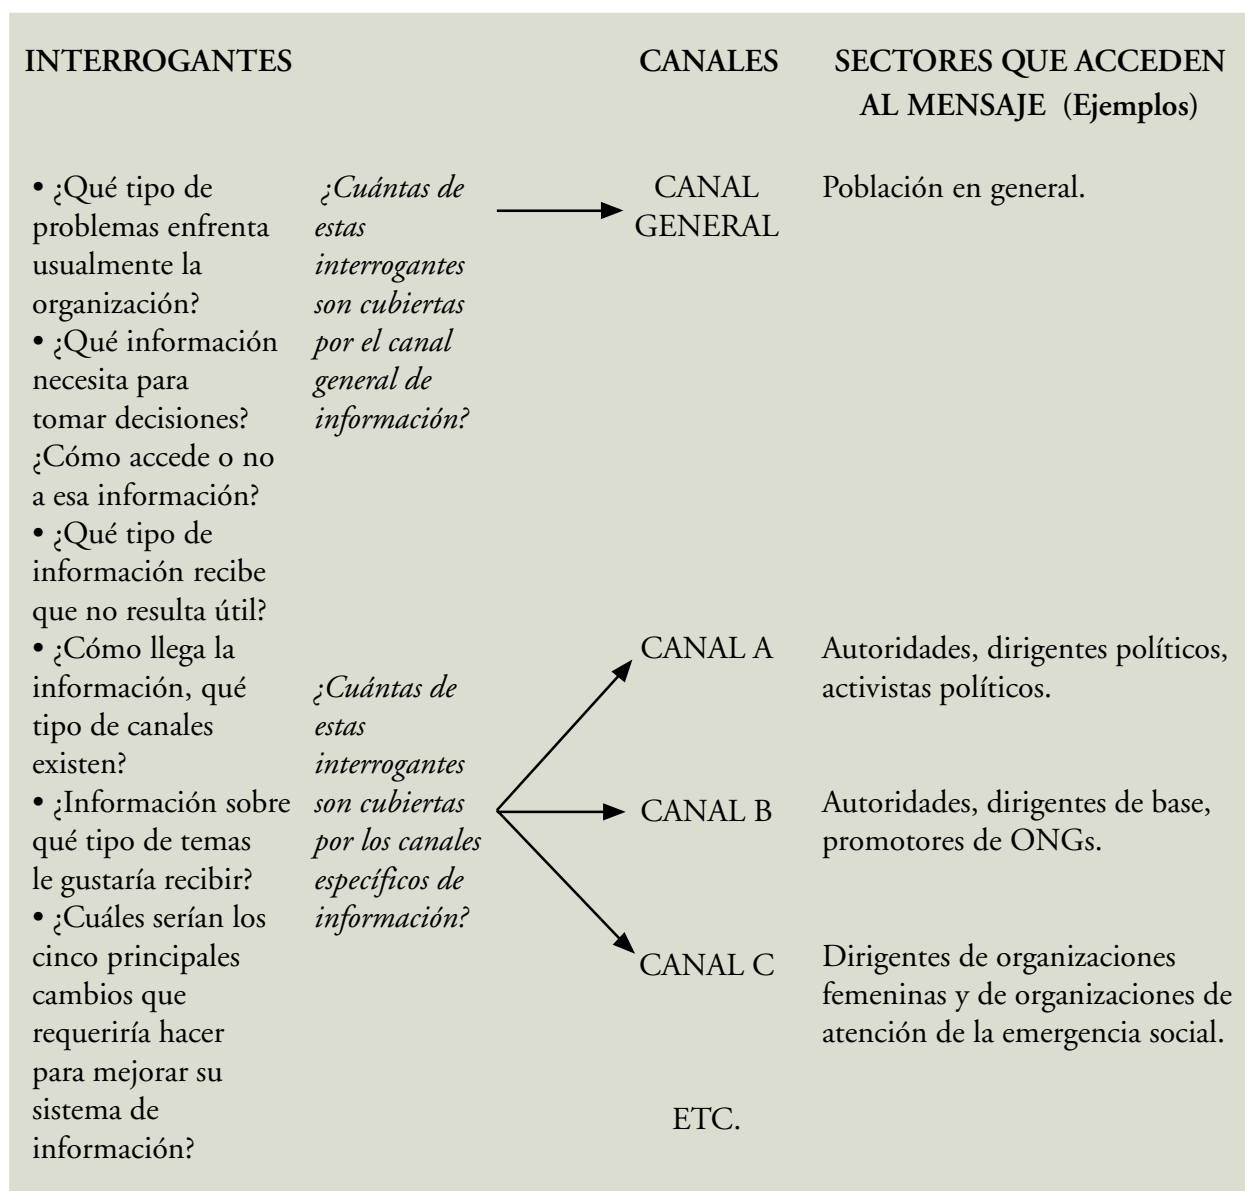 INTERROGANTES
CANALES
SECTORES QUE ACCEDEN
AL MENSAJE (Ejemplos)
• ¿Qué tipo de
problemas enfrenta
usualmente la
organización?
• ¿Qué información
necesita para
tomar decisiones?
¿Cómo accede o no
a esa información?
• ¿Qué tipo de
información recibe
que no resulta útil?
• ¿Cómo llega la
información, qué
tipo de canales
existen?
• ¿Información sobre
qué tipo de temas
le gustaría recibir?
• ¿Cuáles serían los
cinco principales
cambios que
requeriría hacer
para mejorar su
sistema de
información?
¿Cuántas de
estas
interrogantes
son cubiertas
por el canal
general de
información?
CANAL
GENERAL
Población en general.
¿Cuántas de
estas
interrogantes
son cubiertas
por los canales
específicos de
información?
CANAL A
Autoridades, dirigentes políticos,
activistas políticos.
CANAL B
Autoridades, dirigentes de base,
promotores de ONGs.
CANAL C
Dirigentes de organizaciones
femeninas y de organizaciones de
atención de la emergencia social.
ETC.